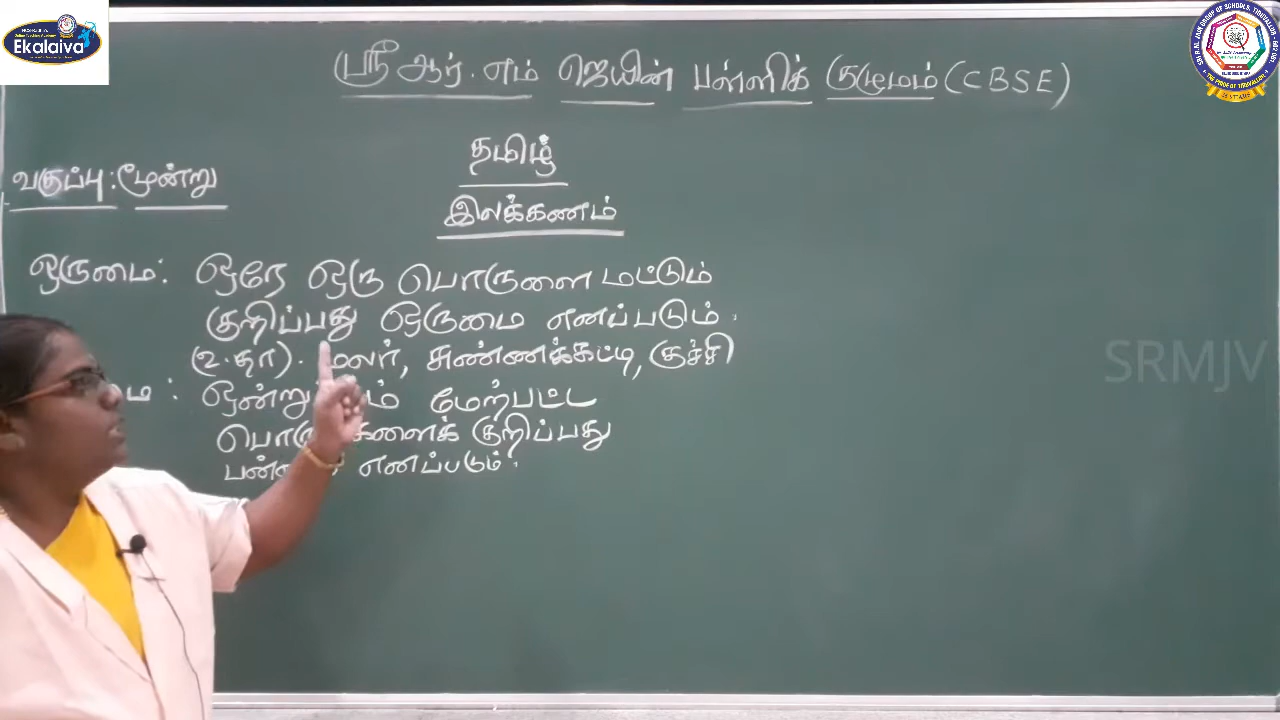 Ekalaiva
ஸ்ரீ ஆர். எம் ஜெயின் பள்ளிக் குழுமம் (CBSE)
தமிழ்
வகுப்பு: மூன்று
இலக்கணம்
ஒருமை: ஒரே ஒரு பொருளை மட்டும்
குறிப்பது ஒருமை எனப்படும்.
(உ.தா). மலர், சுண்ணக்கட்டி, குச்சி
SRMJV
மை: மேற்பட்ட
குறிப்பது
எனப்படும்.